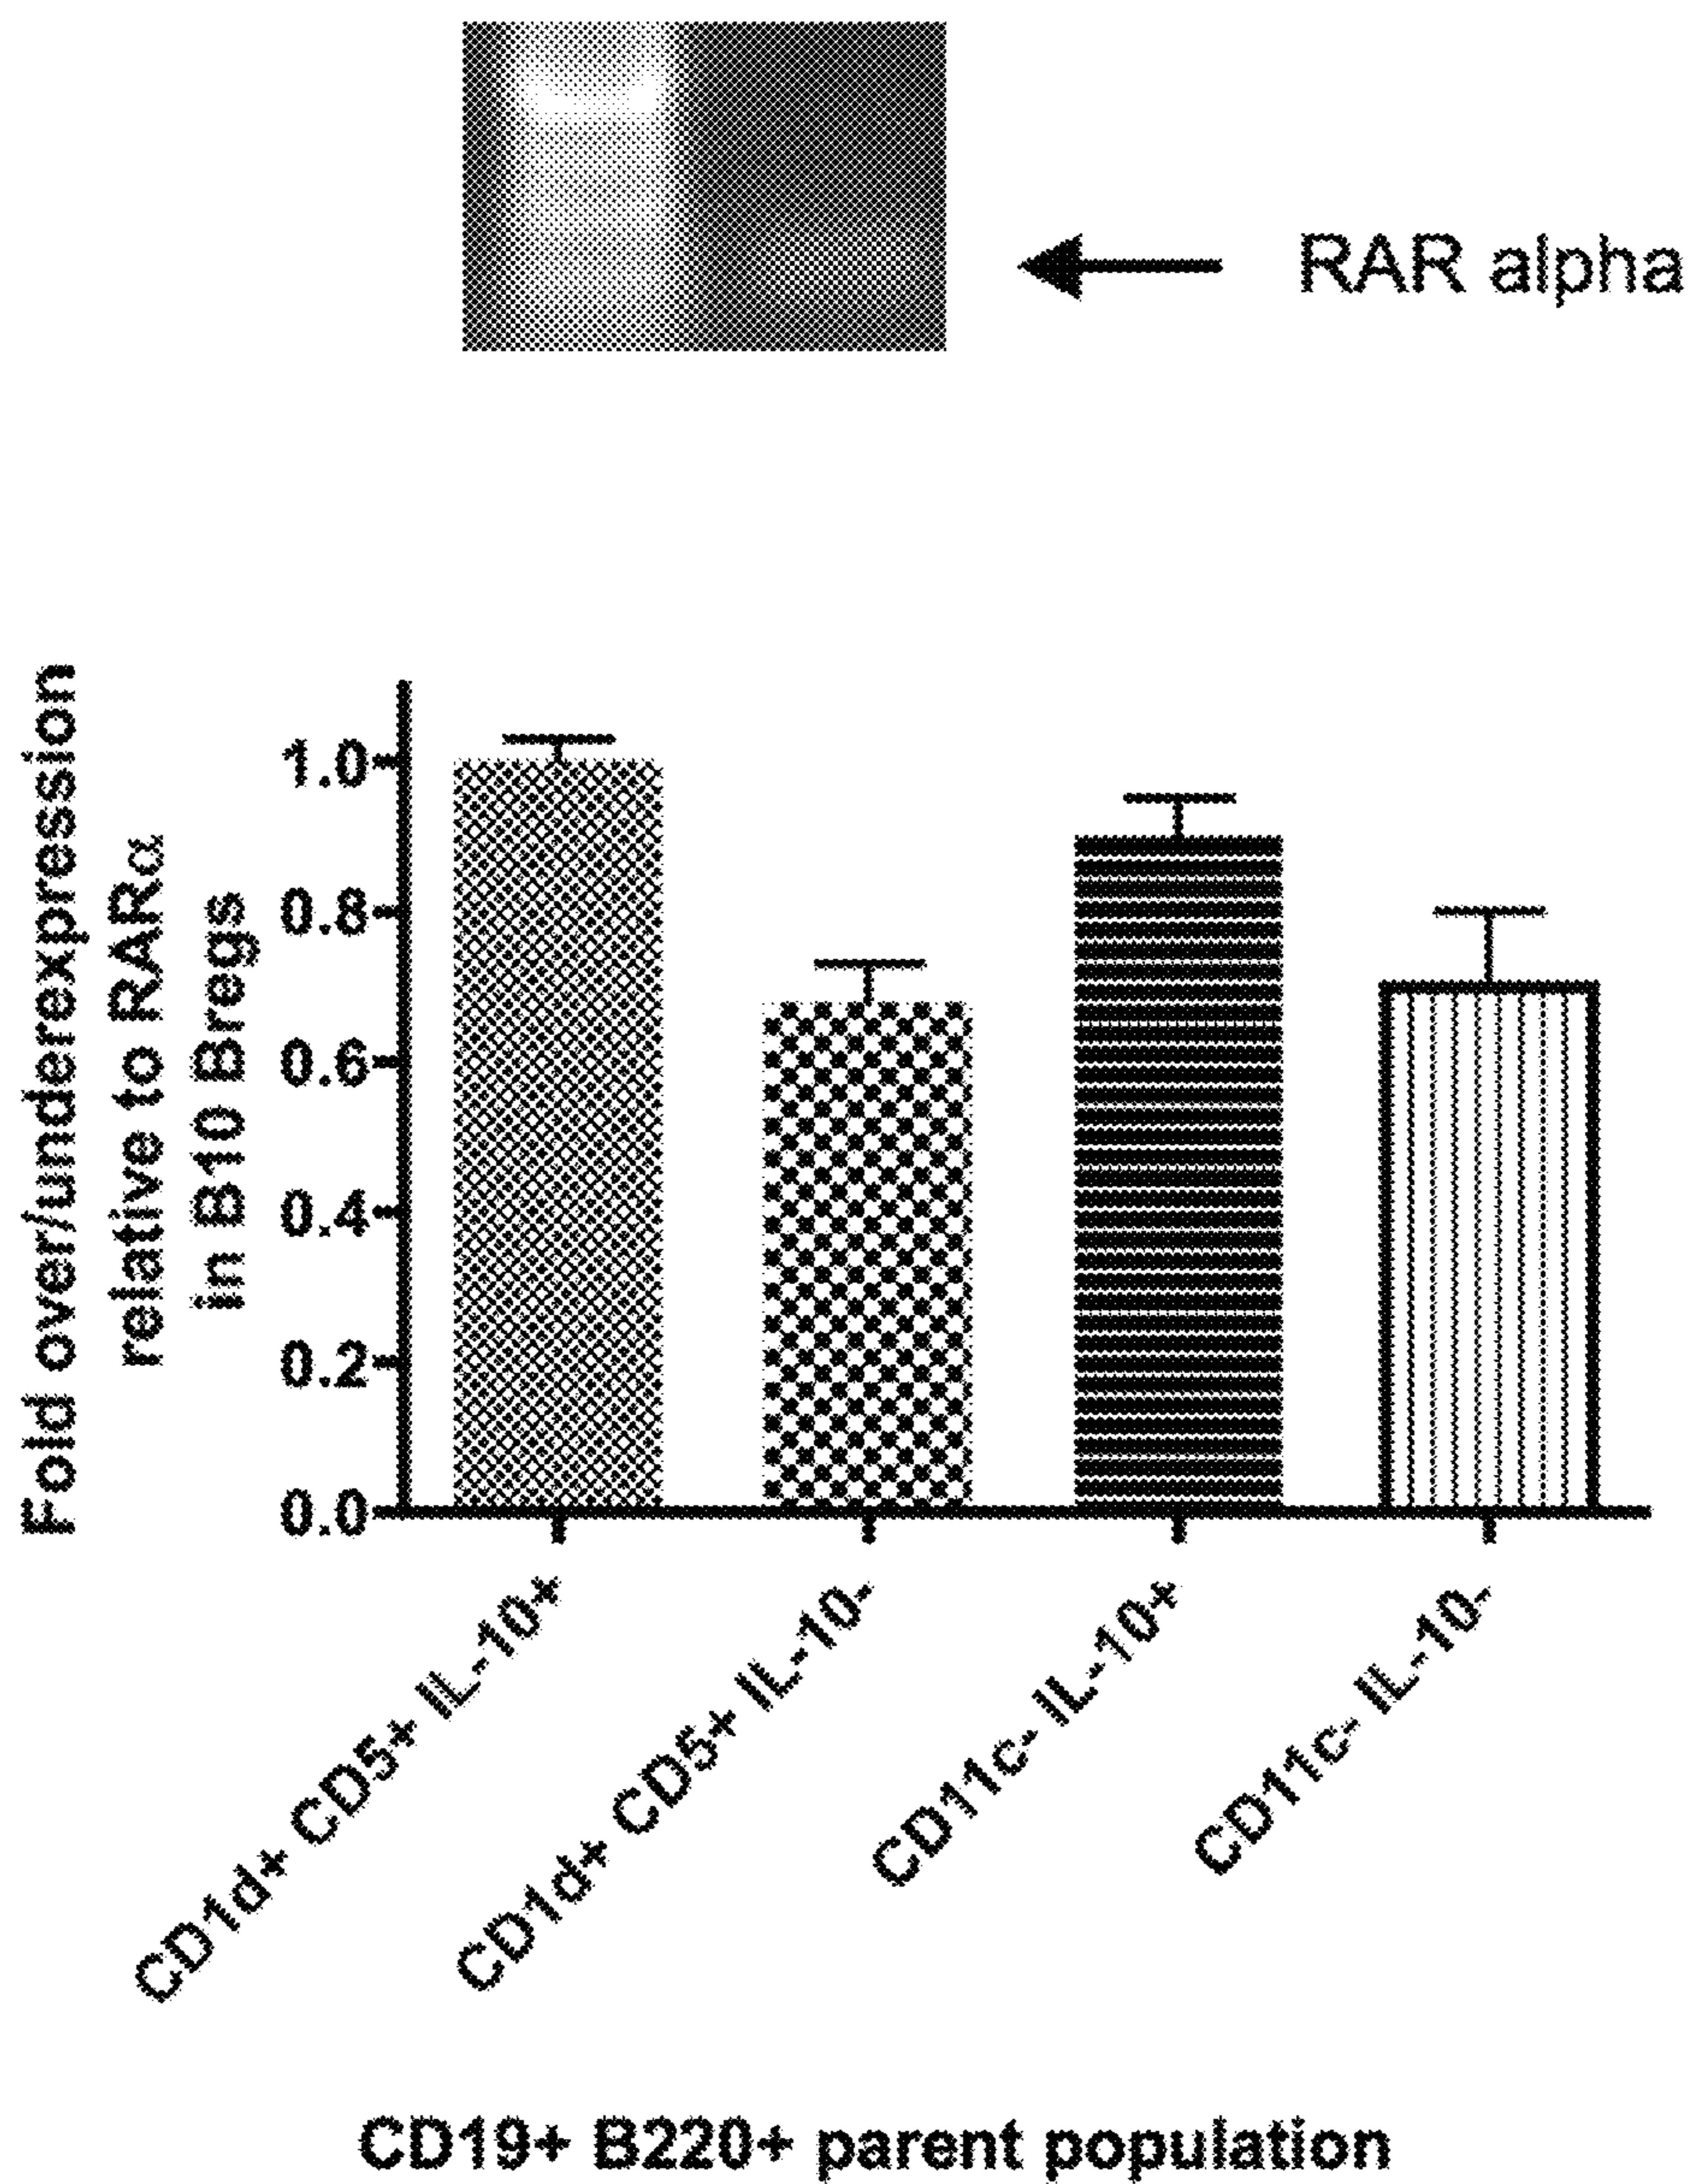 RAR alpha
Fold over/underexpression
relative to RARα
in B10 Bregs
1.0
0.8
0.6
0.4
0.2
0.0
CD1d+ CD5+ IL-10+
CD1d+ CD5+ IL-10-
CD11c- IL-10+
CD11c- IL-10-
CD19+ B220+ parent population